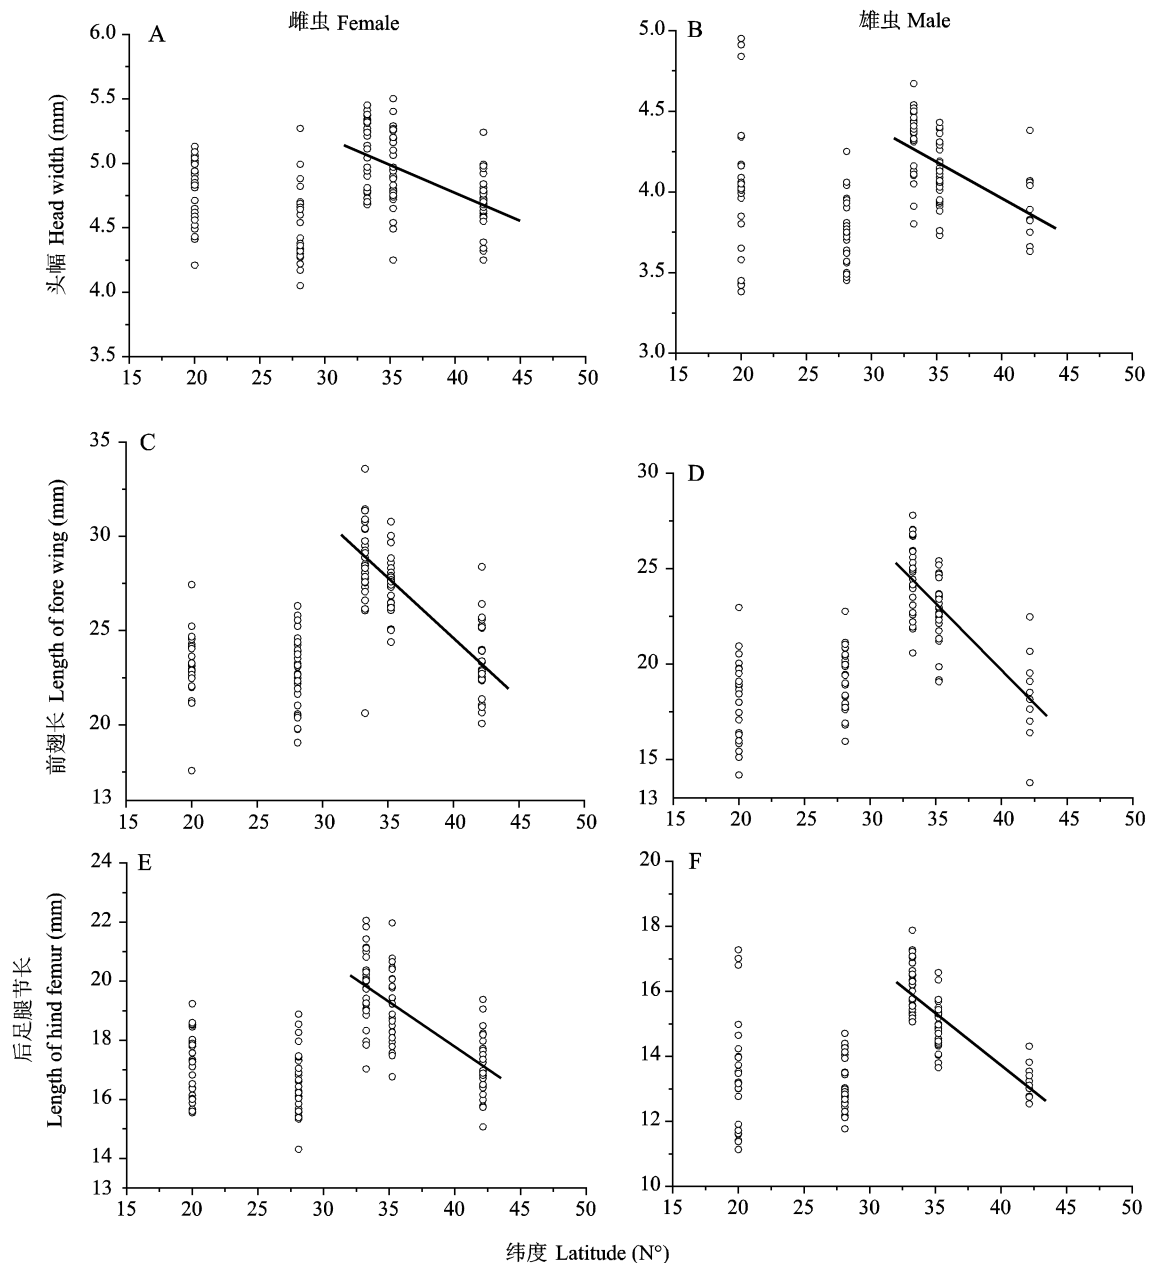 雌虫 Female
雄虫 Male
A
6.0
5.5
5.0
4.5
4.0
3.5
15 20 25 30 35 40 45 50
头幅 Head width (mm)
B
5.0
4.5
4.0
3.5
3.0
15 20 25 30 35 40 45 50
C
35
30
25
20
13
15 20 25 30 35 40 45 50
前翅长 Length of fore wing (mm)
D
30
25
20
15
13
15 20 25 30 35 40 45 50
E
24
22
20
18
16
14
13
15 20 25 30 35 40 45 50
后足腿节长
Length of hind femur (mm)
F
20
18
16
14
12
10
15 20 25 30 35 40 45 50
纬度 Latitude (N°)